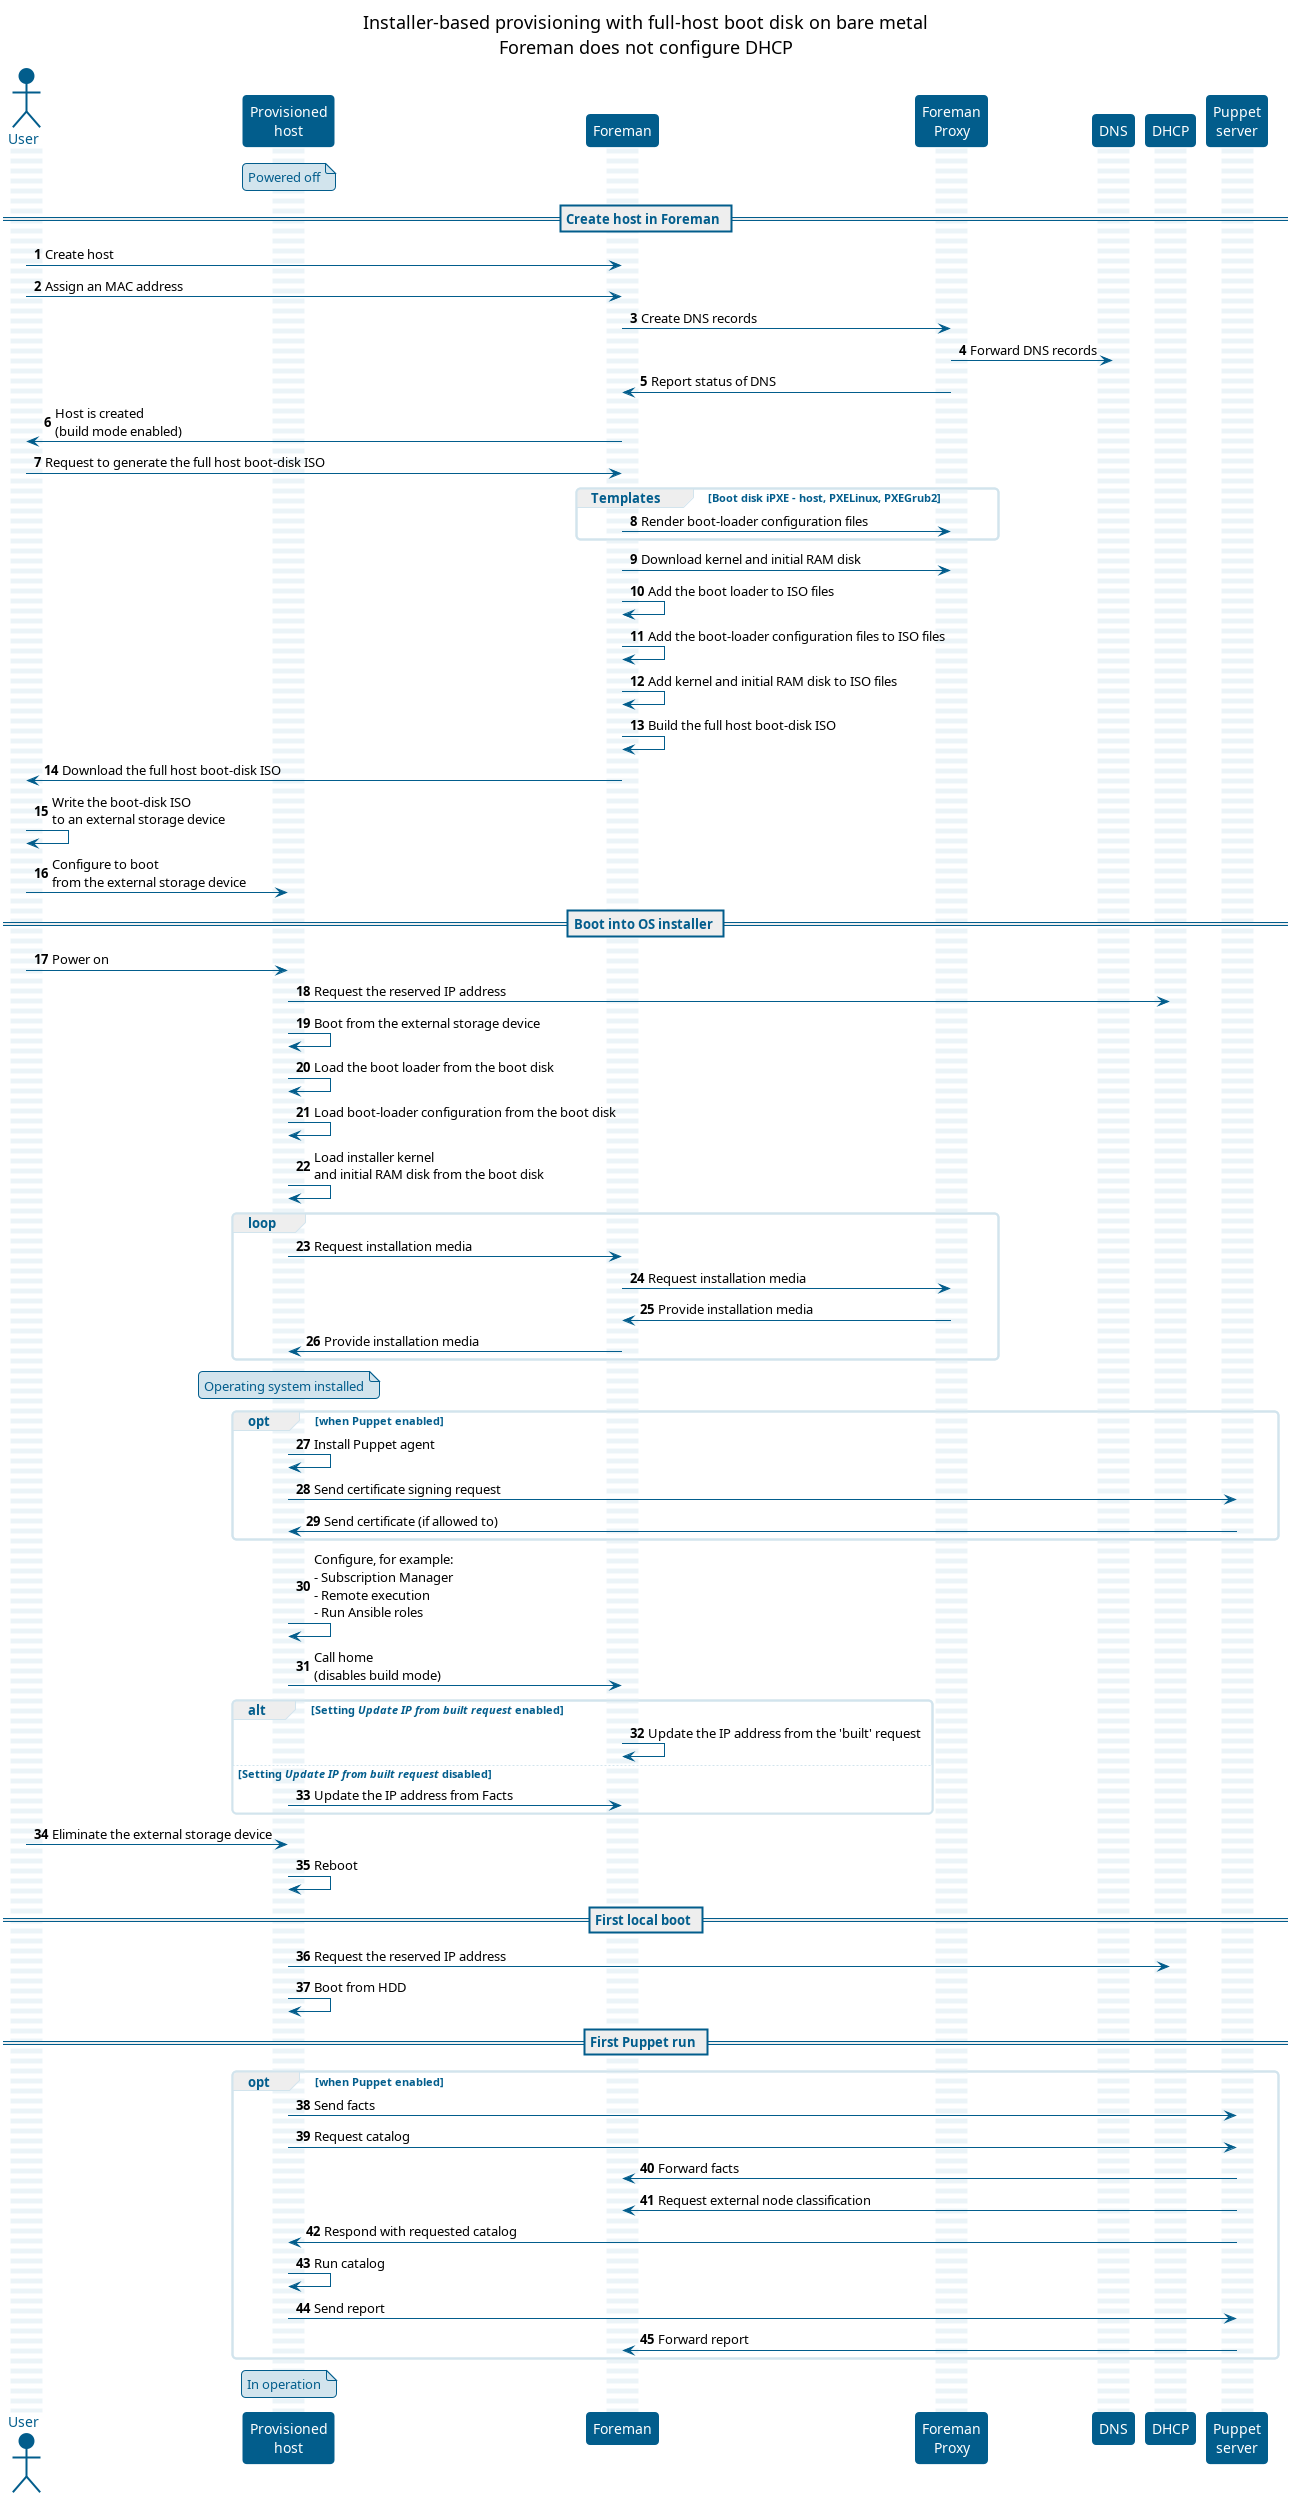 Installer-based provisioning with full-host boot disk on bare metal
Foreman does not configure DHCP
User
Provisioned
host
Foreman
Foreman
Proxy
DNS
DHCP
Puppet
server
Powered off
Create host in Foreman
1 Create host
2 Assign an MAC address
3 Create DNS records
4 Forward DNS records
5 Report status of DNS
6 Host is created
(build mode enabled)
7 Request to generate the full host boot-disk ISO
Templates [Boot disk iPXE - host, PXELinux, PXEGrub2]
8 Render boot-loader configuration files
9 Download kernel and initial RAM disk
10 Add the boot loader to ISO files
11 Add the boot-loader configuration files to ISO files
12 Add kernel and initial RAM disk to ISO files
13 Build the full host boot-disk ISO
14 Download the full host boot-disk ISO
15 Write the boot-disk ISO
to an external storage device
16 Configure to boot
from the external storage device
Boot into OS installer
17 Power on
18 Request the reserved IP address
19 Boot from the external storage device
20 Load the boot loader from the boot disk
21 Load boot-loader configuration from the boot disk
22 Load installer kernel
and initial RAM disk from the boot disk
loop
23 Request installation media
24 Request installation media
25 Provide installation media
26 Provide installation media
Operating system installed
opt [when Puppet enabled]
27 Install Puppet agent
28 Send certificate signing request
29 Send certificate (if allowed to)
30 Configure, for example:
- Subscription Manager
- Remote execution
- Run Ansible roles
31 Call home
(disables build mode)
alt [Setting Update IP from built request enabled]
32 Update the IP address from the 'built' request
[Setting Update IP from built request disabled]
33 Update the IP address from Facts
34 Eliminate the external storage device
35 Reboot
First local boot
36 Request the reserved IP address
37 Boot from HDD
First Puppet run
opt [when Puppet enabled]
38 Send facts
39 Request catalog
40 Forward facts
41 Request external node classification
42 Respond with requested catalog
43 Run catalog
44 Send report
45 Forward report
In operation
User
Provisioned
host
Foreman
Foreman
Proxy
DNS
DHCP
Puppet
server